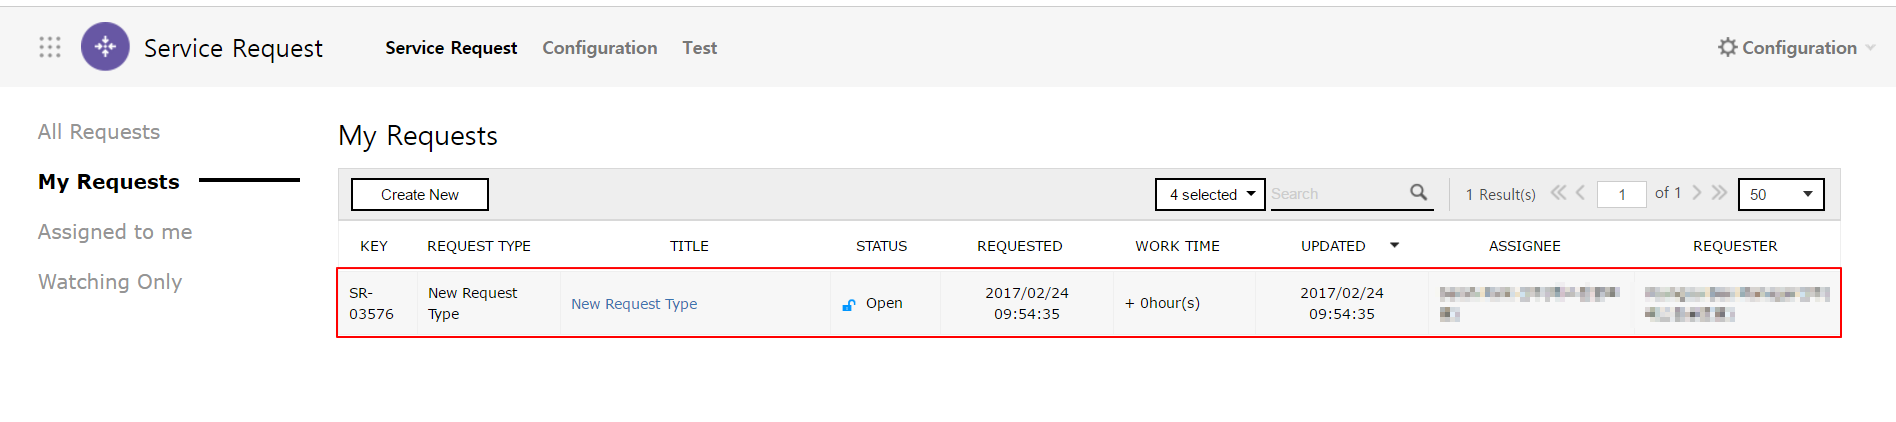 Service Request
Service Request Configuration Test
Configuration
All Requests
My Requests
Assigned to me
Watching Only
My Requests
Create New
4 selected
Search
1 Result(s)
1
of 1
50
KEY REQUEST TYPE TITLE STATUS REQUESTED WORK TIME UPDATED ASSIGNEE REQUESTER
SR-
03576
New Request
Type
New Request Type
Open
2017/02/24
09:54:35
+ 0hour(s)
2017/02/24
09:54:35